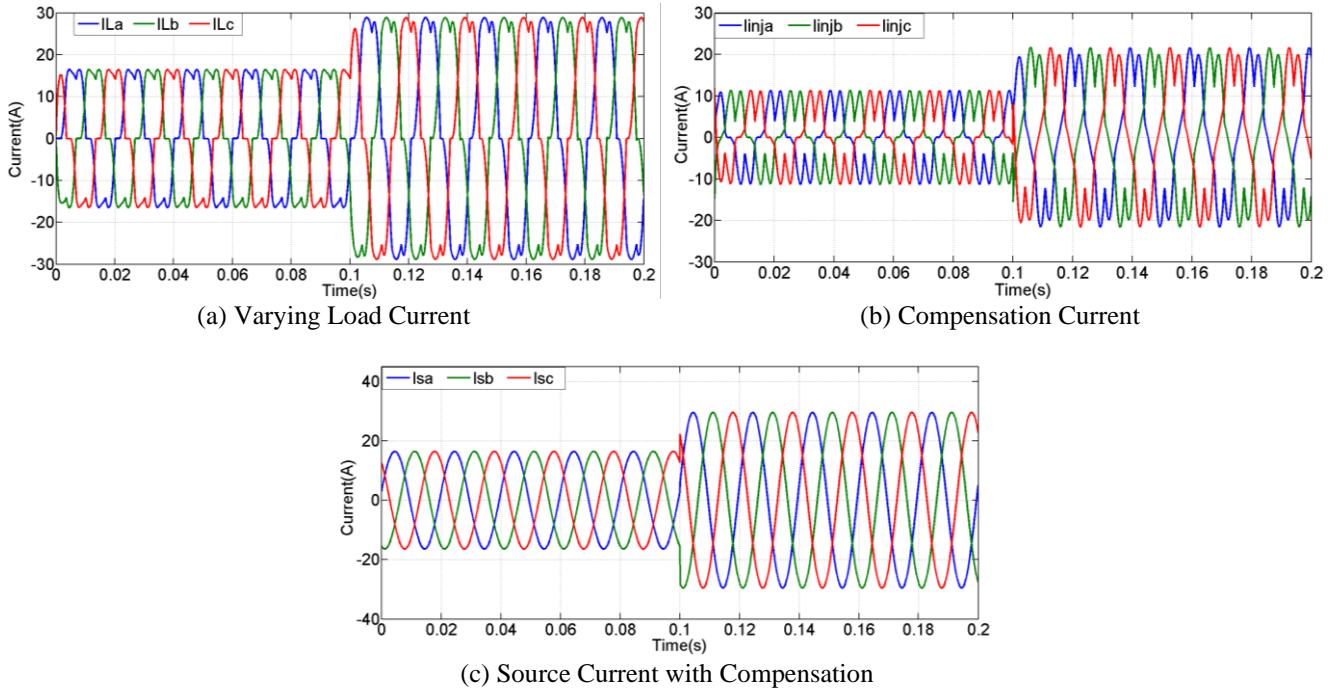 ILa ILb ILc
30
20
10
0
-10
-20
-30
Current(A)
0 0.02 0.04 0.06 0.08 0.1 0.12 0.14 0.16 0.18 0.2
Time(s)
(a) Varying Load Current
Iinja Iinjb Iinjc
30
20
10
0
-10
-20
-30
Current(A)
0 0.02 0.04 0.06 0.08 0.1 0.12 0.14 0.16 0.18 0.2
Time(s)
(b) Compensation Current
Isa Isb Isc
40
20
0
-20
-40
Current(A)
0 0.02 0.04 0.06 0.08 0.1 0.12 0.14 0.16 0.18 0.2
Time(s)
(c) Source Current with Compensation